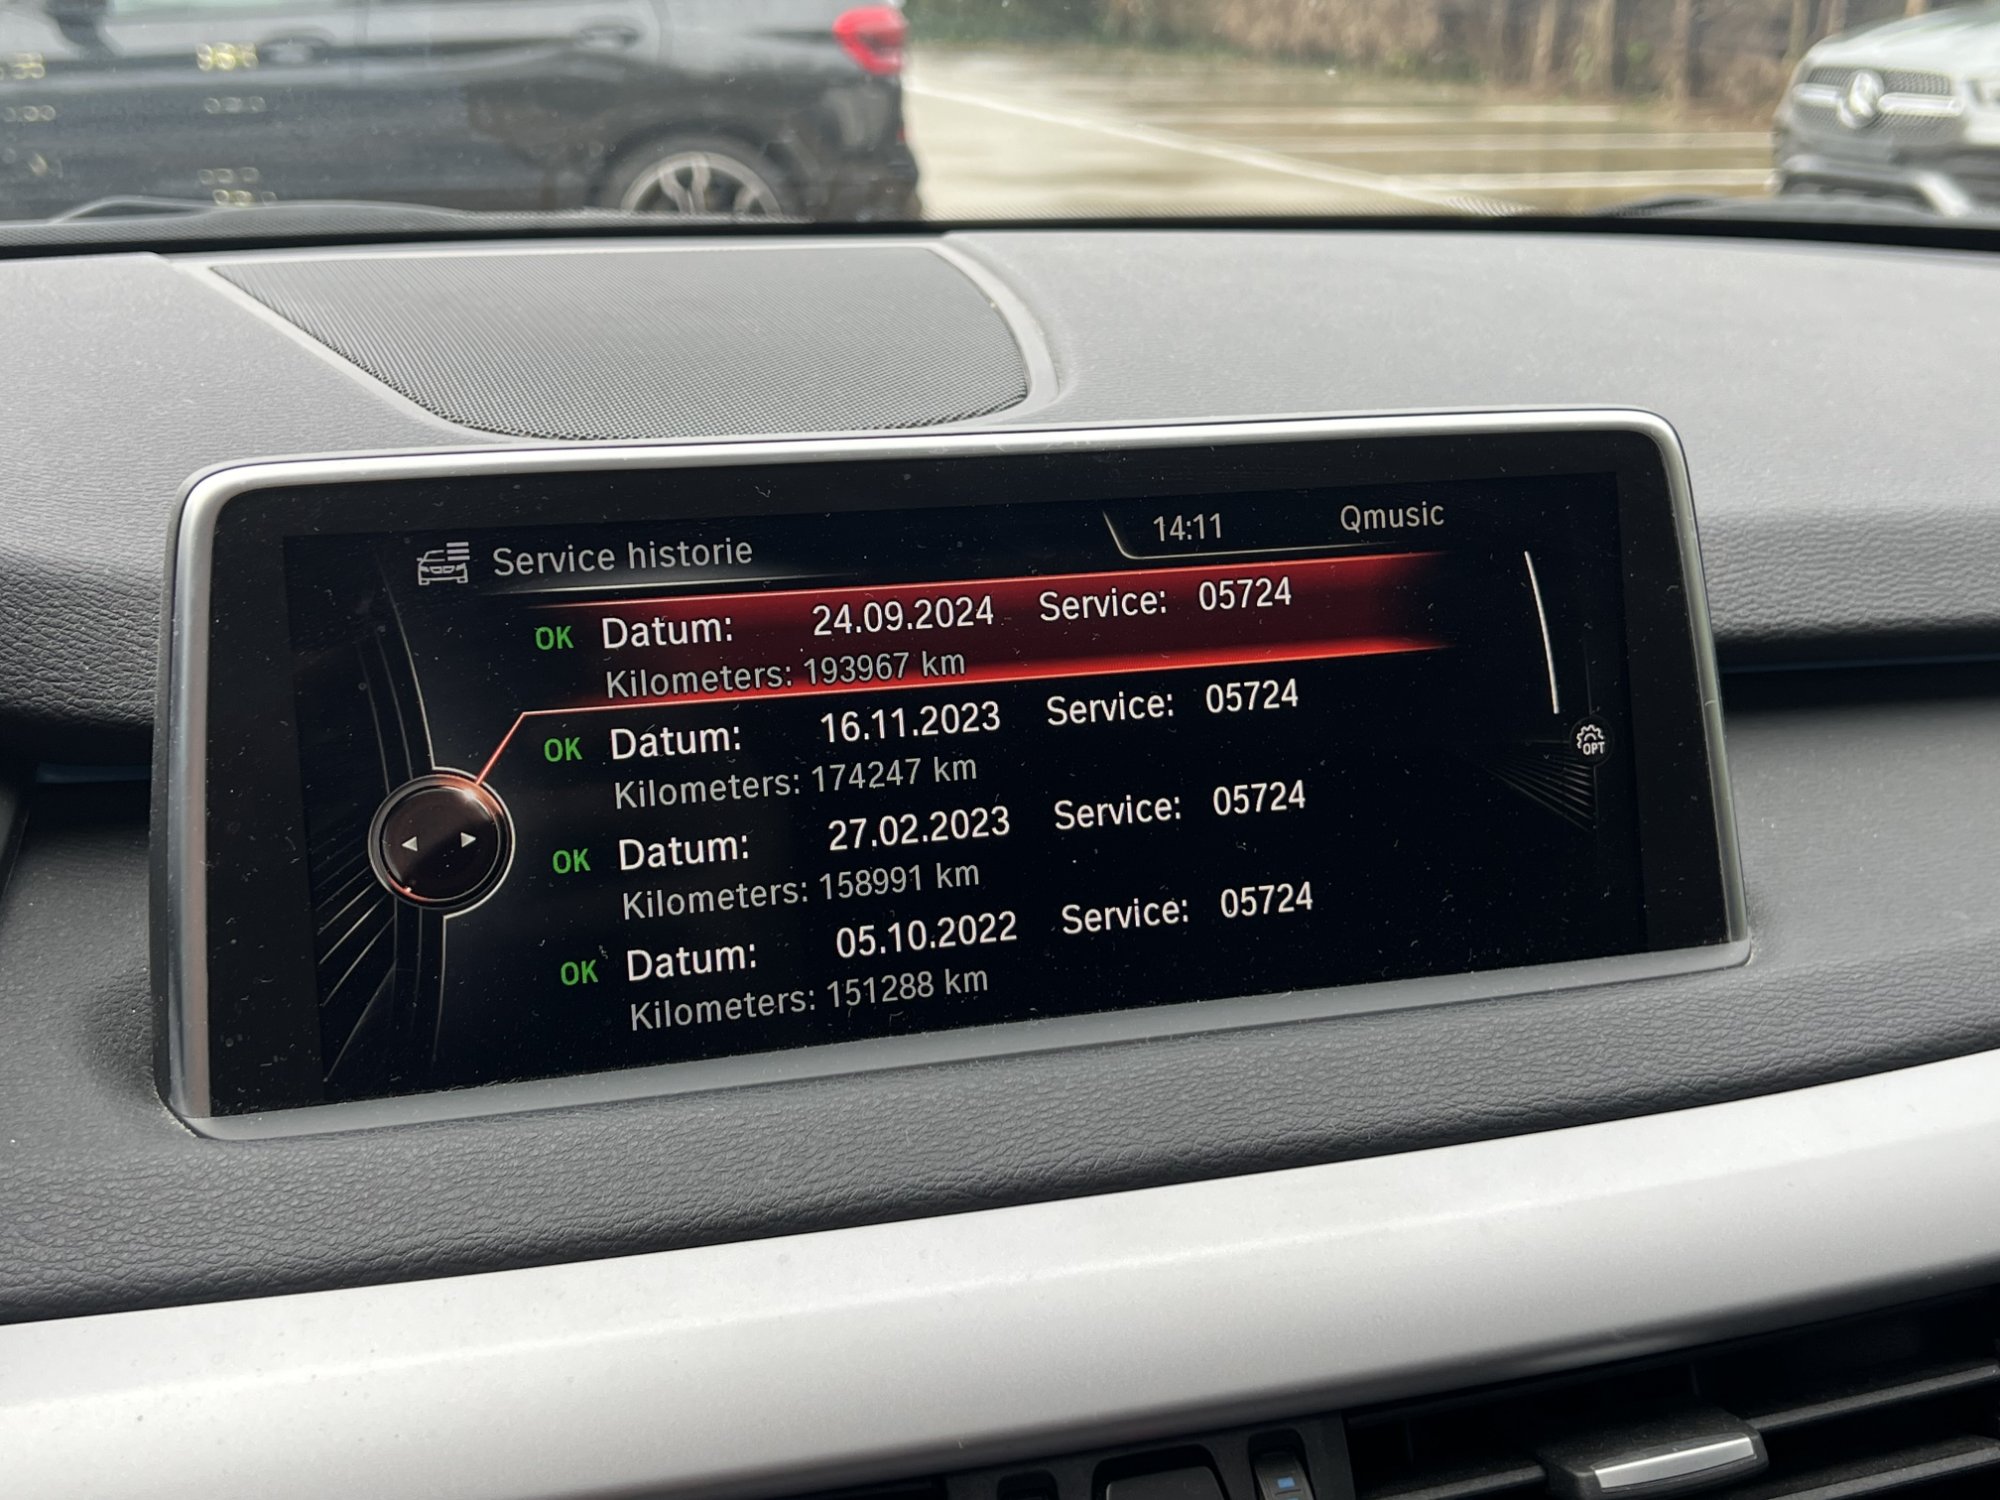 Service historie 14:11 Qmusic
OK Datum: 24.09.2024 Service: 05724
Kilometers: 193967 km
OK Datum: 16.11.2023 Service: 05724
Kilometers: 174247 km
OK Datum: 27.02.2023 Service: 05724
Kilometers: 158991 km
OK Datum: 05.10.2022 Service: 05724
Kilometers: 151288 km
OPT